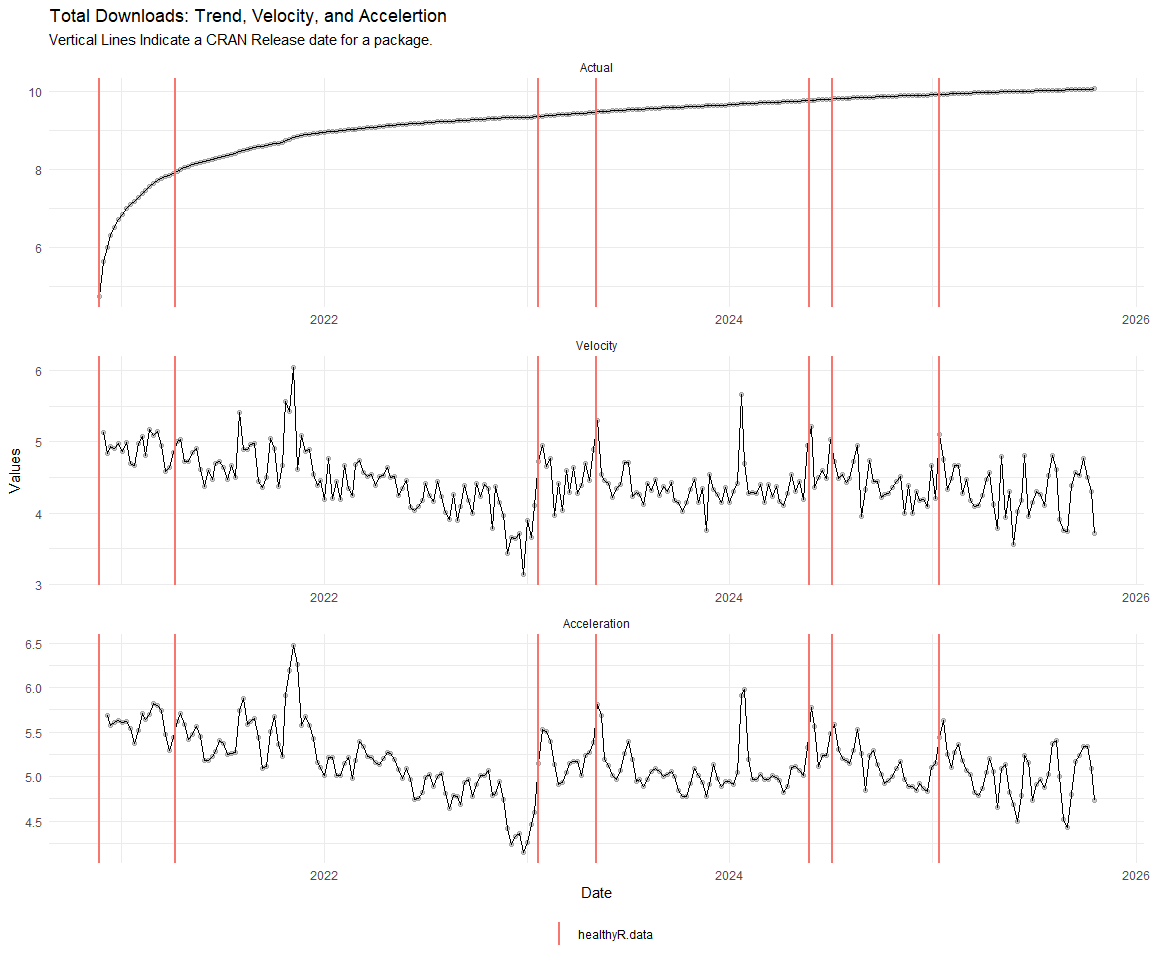 Total Downloads: Trend, Velocity, and Accelertion
Vertical Lines Indicate a CRAN Release date for a package.
Actual
10
8
6
2022
2024
2026
Velocity
6
5
4
3
2022
2024
2026
Values
Acceleration
6.5
6.0
5.5
5.0
4.5
2022
2024
2026
Date
healthyR.data